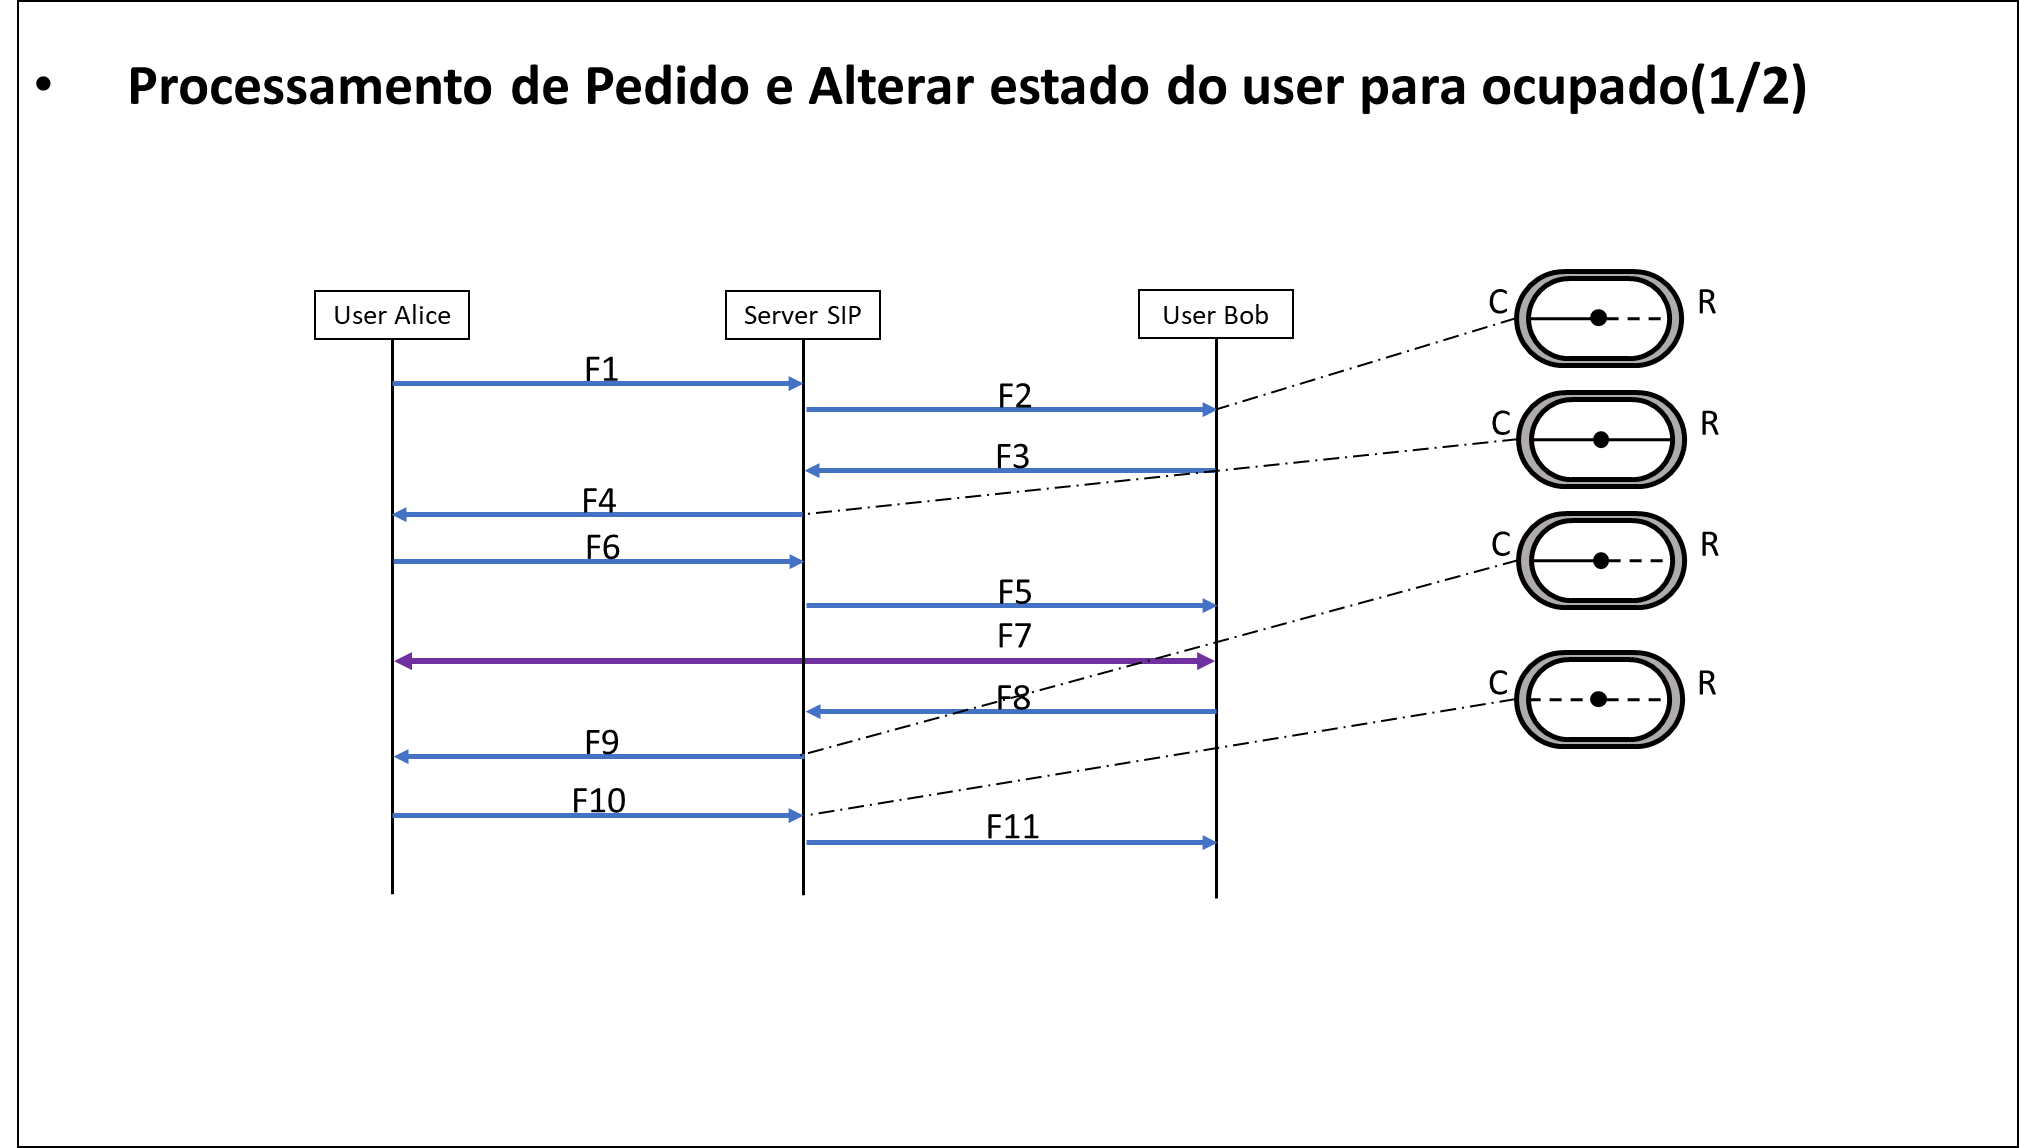 • Processamento de Pedido e Alterar estado do user para ocupado(1/2)
User Alice
Server SIP
User Bob
C
R
F1
F2
C
R
F3
F4
F6
C
R
F5
F7
C
R
F8
F9
F10
F11